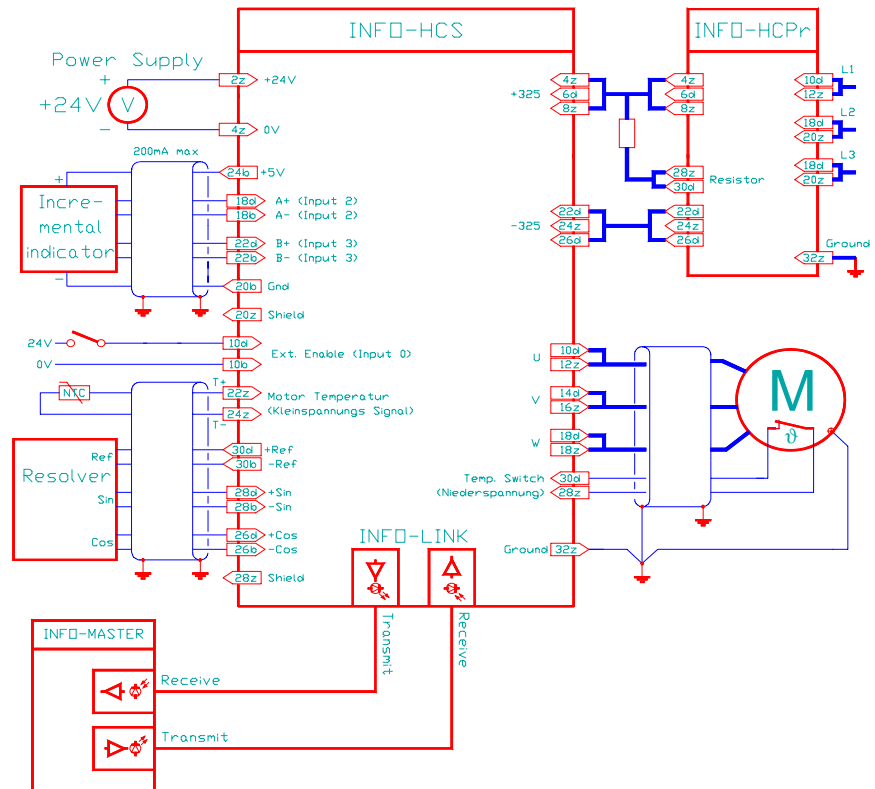 INFO-HCS
INFO-HCPr
Power Supply
+
+24V
V
–
2z
+24V
4z
0V
200mA max
24b
+5V
+
Incre-
mental
indicator
–
18d
A+ (Input 2)
18b
A- (Input 2)
22d
B+ (Input 3)
22b
B- (Input 3)
20b
Gnd
20z
Shield
24V
10d
0V
10b
Ext. Enable (Input 0)
NTC
T+
22z
24z
T-
Motor Temperatur
(Kleinspannungs Signal)
Resolver
Ref
Sin
Cos
30d
+Ref
30b
-Ref
28d
+Sin
28b
-Sin
26d
+Cos
26b
-Cos
28z
Shield
+325
4z
6d
8z
4z
6d
8z
28z
30d
Resistor
-325
22d
24z
26d
22d
24z
26d
10d
12z
L1
18d
20z
L2
18d
20z
L3
Ground
32z
U
10d
12z
V
14d
16z
W
18d
18z
Temp. Switch
(Niederspannung)
30d
28z
Ground
32z
M
ϑ
INFO-LINK
Transmit
Receive
INFO-MASTER
Receive
Transmit